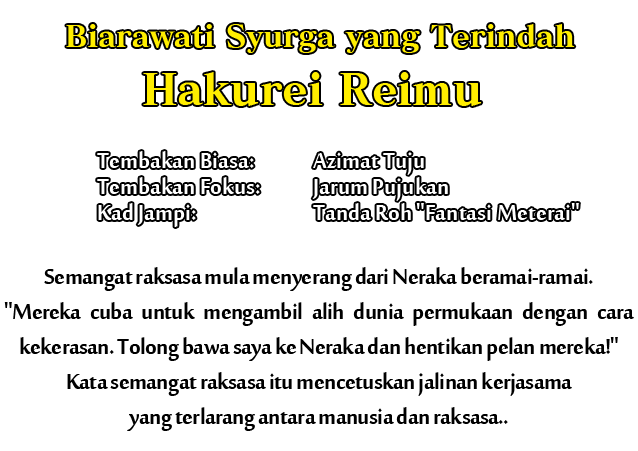 Biarawati Syurga yang Terindah
Hakurei Reimu
Tembakan Biasa: Azimat Tuju
Tembakan Fokus: Jarum Pujukan
Kad Jampi: Tanda Roh "Fantasi Meterai"
Semangat raksasa mula menyerang dari Neraka beramai-ramai.
"Mereka cuba untuk mengambil alih dunia permukaan dengan cara
kekerasan. Tolong bawa saya ke Neraka dan hentikan pelan mereka!"
Kata semangat raksasa itu mencetuskan jalinan kerjasama
yang terlarang antara manusia dan raksasa..